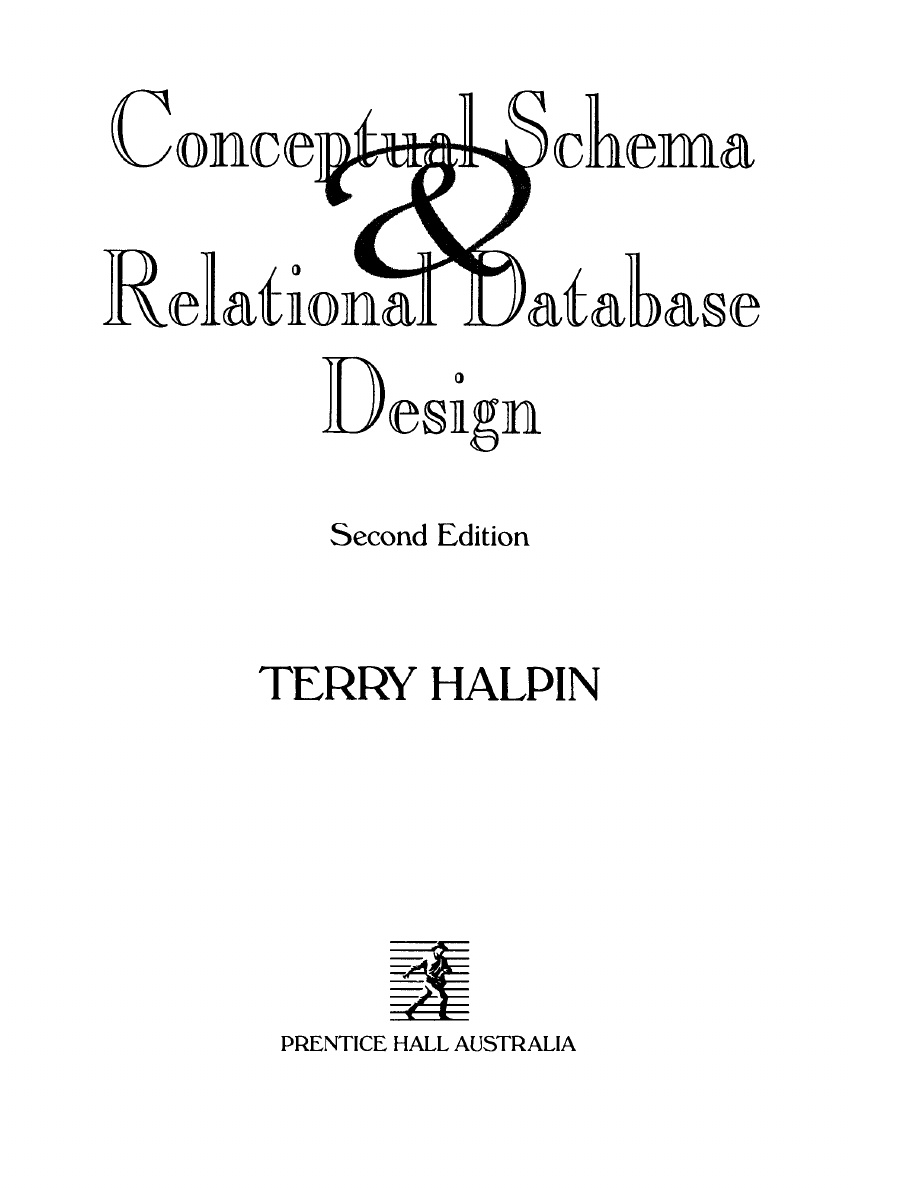 Conceptual Schema
&
Relational Database
Design
Second Edition
TERRY HALPIN
PRENTICE HALL AUSTRALIA